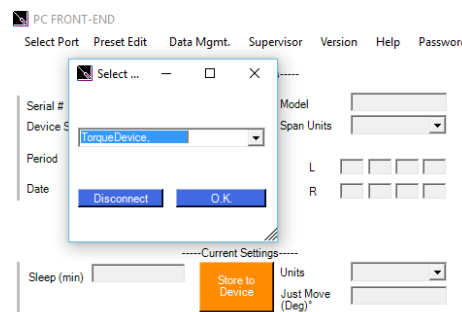 PC FRONT-END
Select Port Preset Edit Data Mgmt. Supervisor Version Help Password
Select ...
Serial #
Model
Device S
Span Units
TorqueDevice,
Period
L
Date
R
Disconnect O.K.
-----Current Settings-----
Sleep (min)
Store to
Device
Units
Just Move
(Deg)°